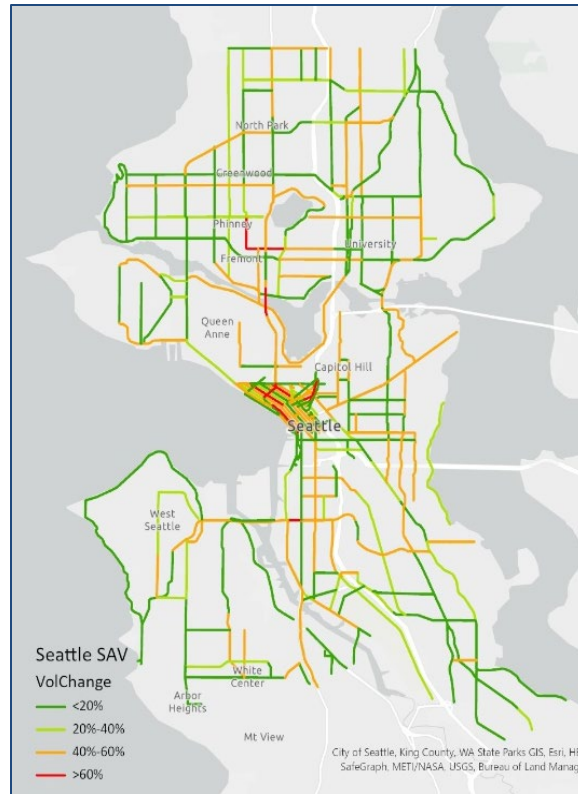 North Park
Greenwood
Phinney
University
Fremont
Queen
Anne
Capitol Hill
Seattle
West
Seattle
White
Center
Arbor
Heights
Mt View
Seattle SAV
VolChange
<20%
20%-40%
40%-60%
>60%
City of Seattle, King County, WA State Parks GIS, Esri, HE
SafeGraph, METI/NASA, USGS, Bureau of Land Manag